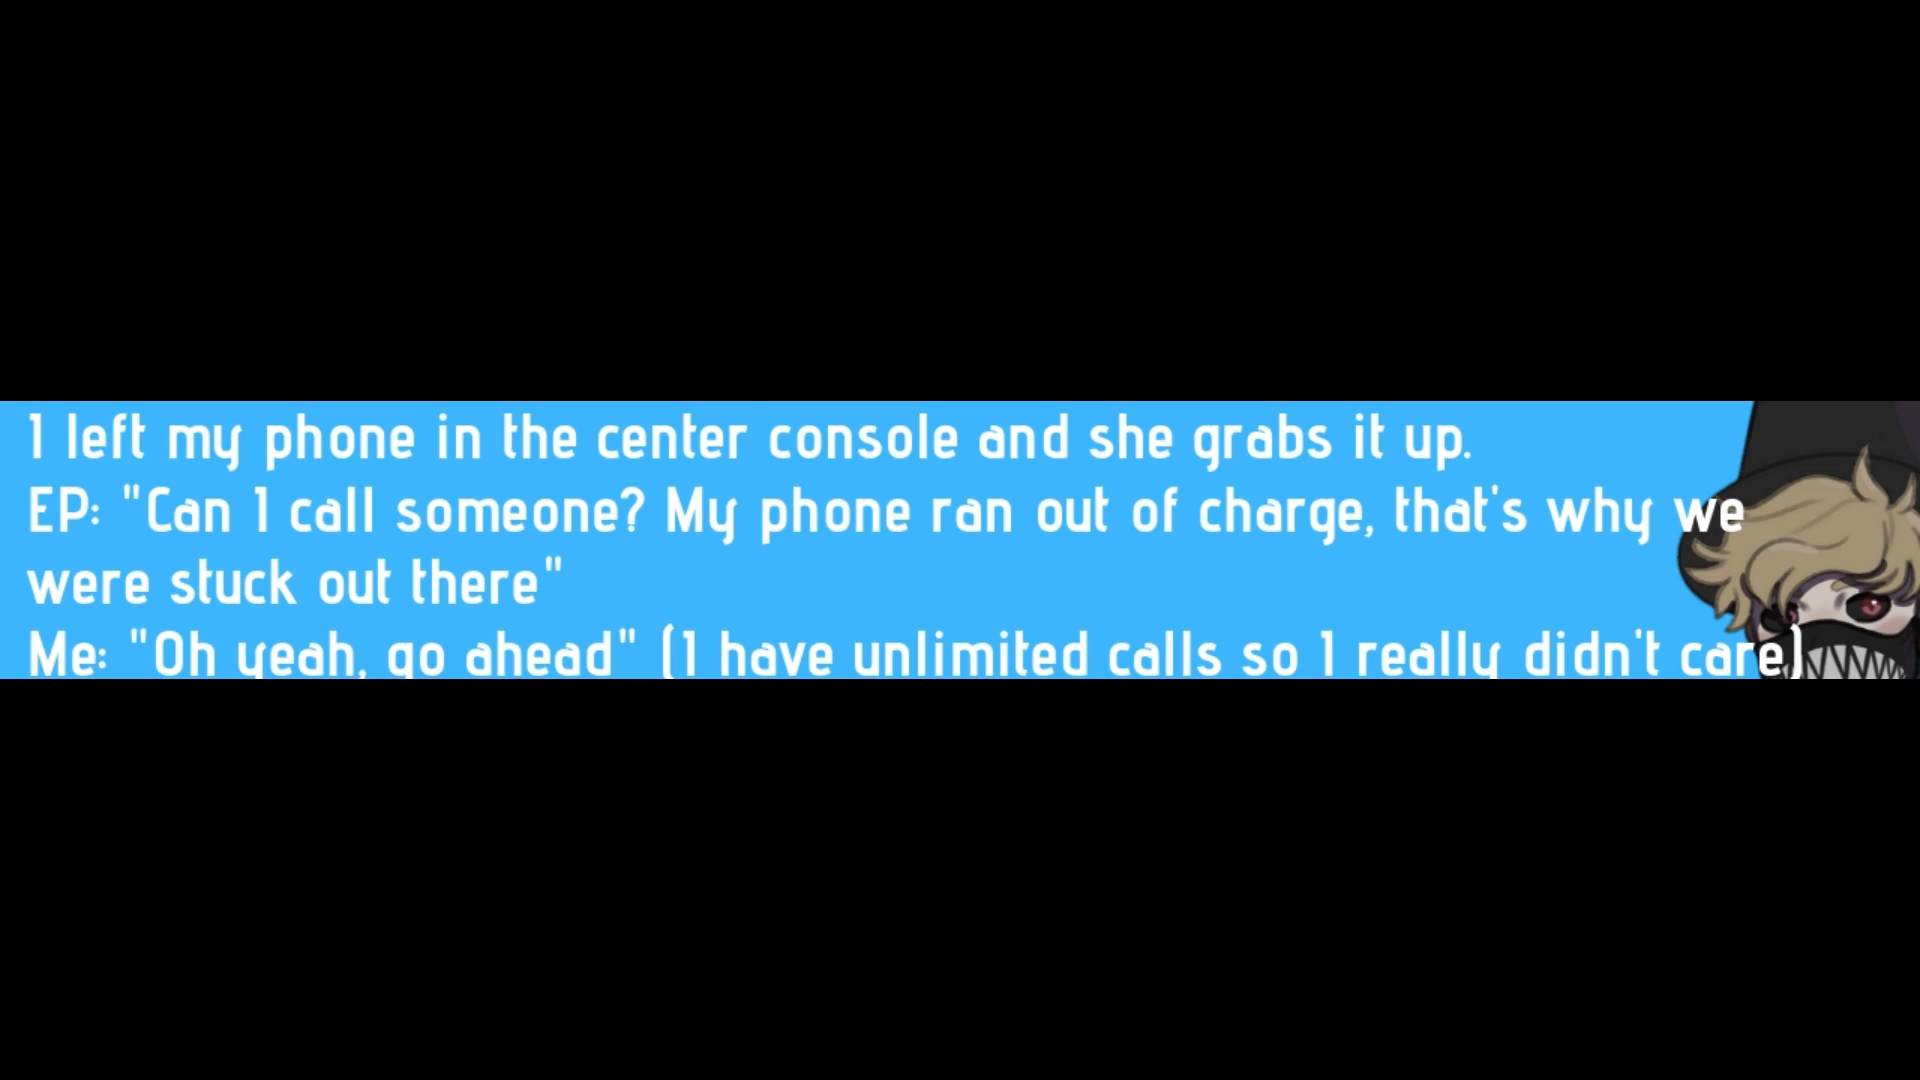 I left my phone in the center console and she grabs it up.
EP: "Can I call someone? My phone ran out of charge, that's why we
were stuck out there"
Me: "Oh yeah, go ahead" (I have unlimited calls so I really didn't care)